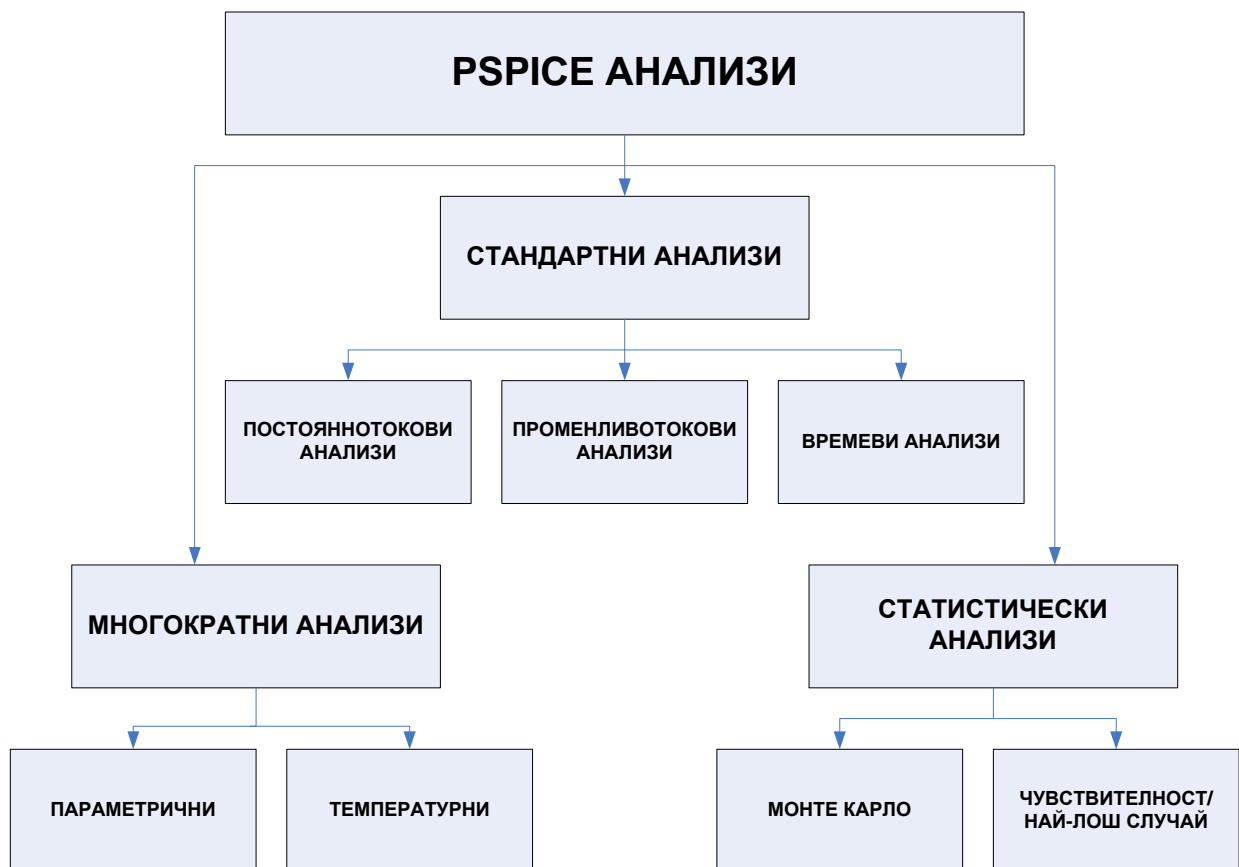 PSPICE АНАЛИЗИ
СТАНДАРТНИ АНАЛИЗИ
ПОСТОЯННОТОКОВИ
АНАЛИЗИ
ПРОМЕНЛИВОТОКОВИ
АНАЛИЗИ
ВРЕМЕВИ АНАЛИЗИ
МНОГОКРАТНИ АНАЛИЗИ
СТАТИСТИЧЕСКИ
АНАЛИЗИ
ПАРАМЕТРИЧНИ
ТЕМПЕРАТУРНИ
МОНТЕ КАРЛО
ЧУВСТВИТЕЛНОСТ/
НАЙ-ЛОШ СЛУЧАЙ